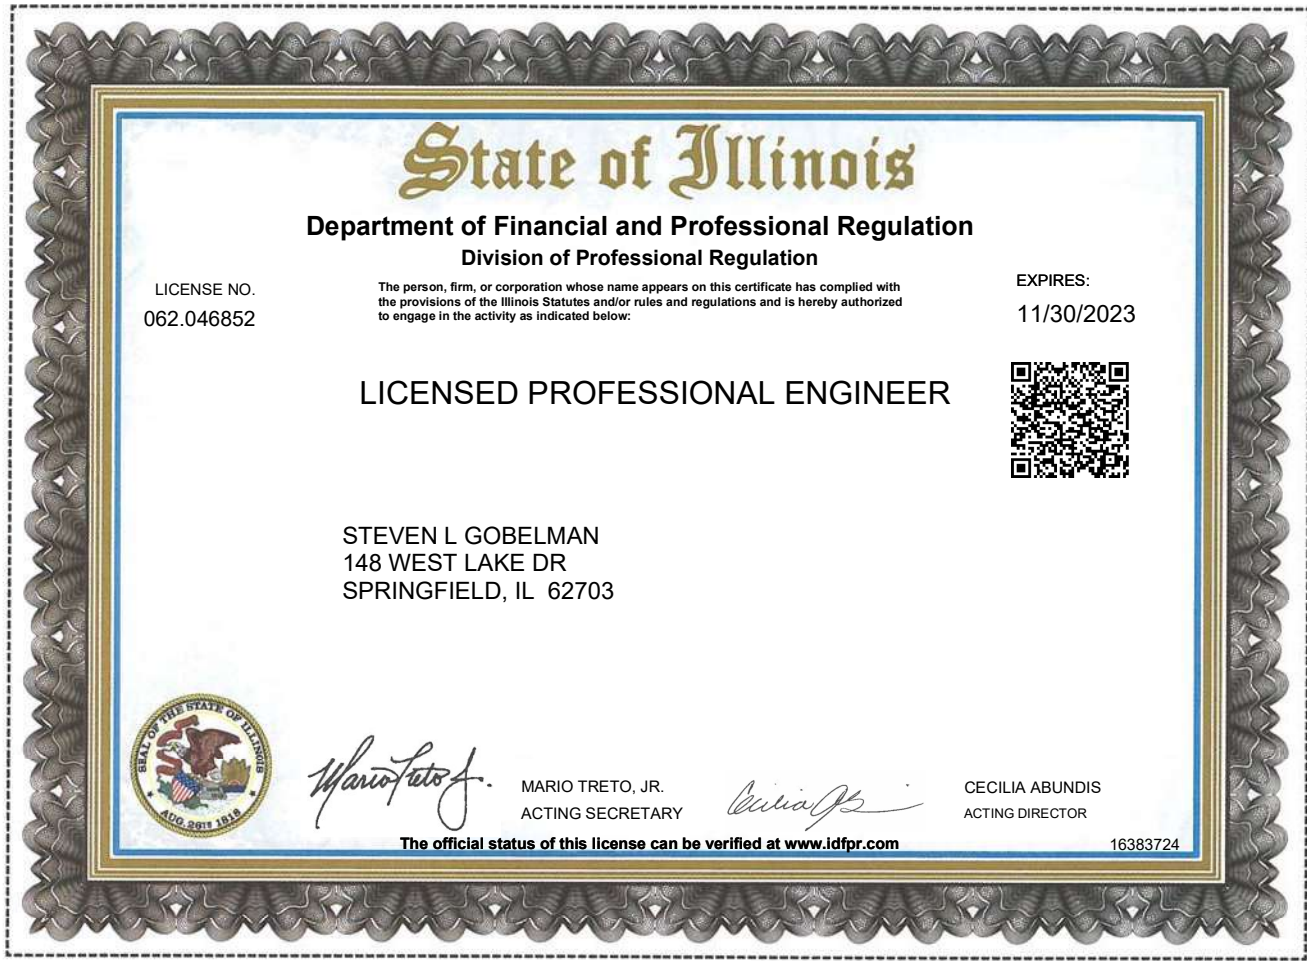 State of Illinois
Department of Financial and Professional Regulation
Division of Professional Regulation
LICENSE NO.
062.046852
The person, firm, or corporation whose name appears on this certificate has complied with
the provisions of the Illinois Statutes and/or rules and regulations and is hereby authorized
to engage in the activity as indicated below:
EXPIRES:
11/30/2023
LICENSED PROFESSIONAL ENGINEER
STEVEN L GOBELMAN
148 WEST LAKE DR
SPRINGFIELD, IL 62703
SEAL OF THE STATE OF ILLINOIS
AUG. 26TH 1818
Mario Treto Jr.
MARIO TRETO, JR.
ACTING SECRETARY
Cecilia
CECILIA ABUNDIS
ACTING DIRECTOR
The official status of this license can be verified at www.idfpr.com
16383724